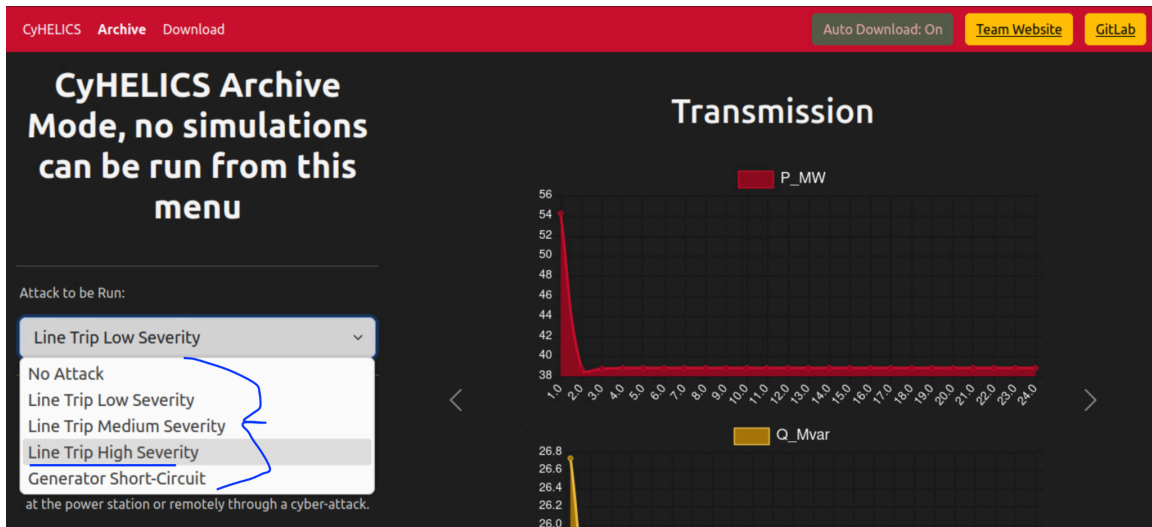 CyHELICS Archive Download Auto Download: On Team Website GitLab
CyHELICS Archive
Mode, no simulations
can be run from this
menu
Attack to be Run:
Line Trip Low Severity
No Attack
Line Trip Low Severity
Line Trip Medium Severity
Line Trip High Severity
Generator Short-Circuit
at the power station or remotely through a cyber-attack.
Transmission
P_MW
56
54
52
50
48
46
44
42
40
38
1.0 2.0 3.0 4.0 5.0 6.0 7.0 8.0 9.0 10.0 11.0 12.0 13.0 14.0 15.0 16.0 17.0 18.0 19.0 20.0 21.0 22.0 23.0 24.0
Q_Mvar
26.8
26.6
26.4
26.2
26.0